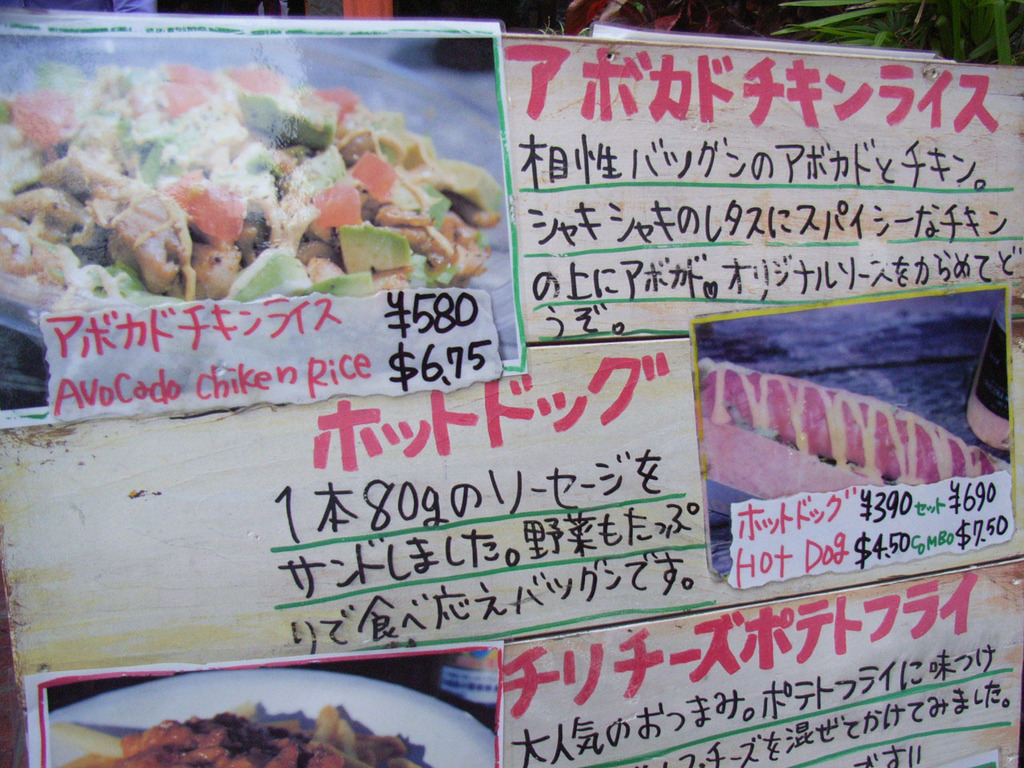 アボカドチキンライス
相性バツグンのアボカドとチキン。
シャキシャキのレタスにスパイシーなチキン
の上にアボガド。オリジナルソースをからめてど
うぞ。
アボカドチキンライス ¥580
Avocado chiken Rice $6.75
ホットドッグ
1本80gのソーセージを
サンドしました。野菜もたっぷ
りで食べ応えバツグンです。
ホットドッグ ¥390 セット ¥690
Hot Dog $4.50 COMBO $7.50
チリチーズポテトフライ
大人気のおつまみ。ポテトフライに味つけ
チーズを混ぜてかけてみました。